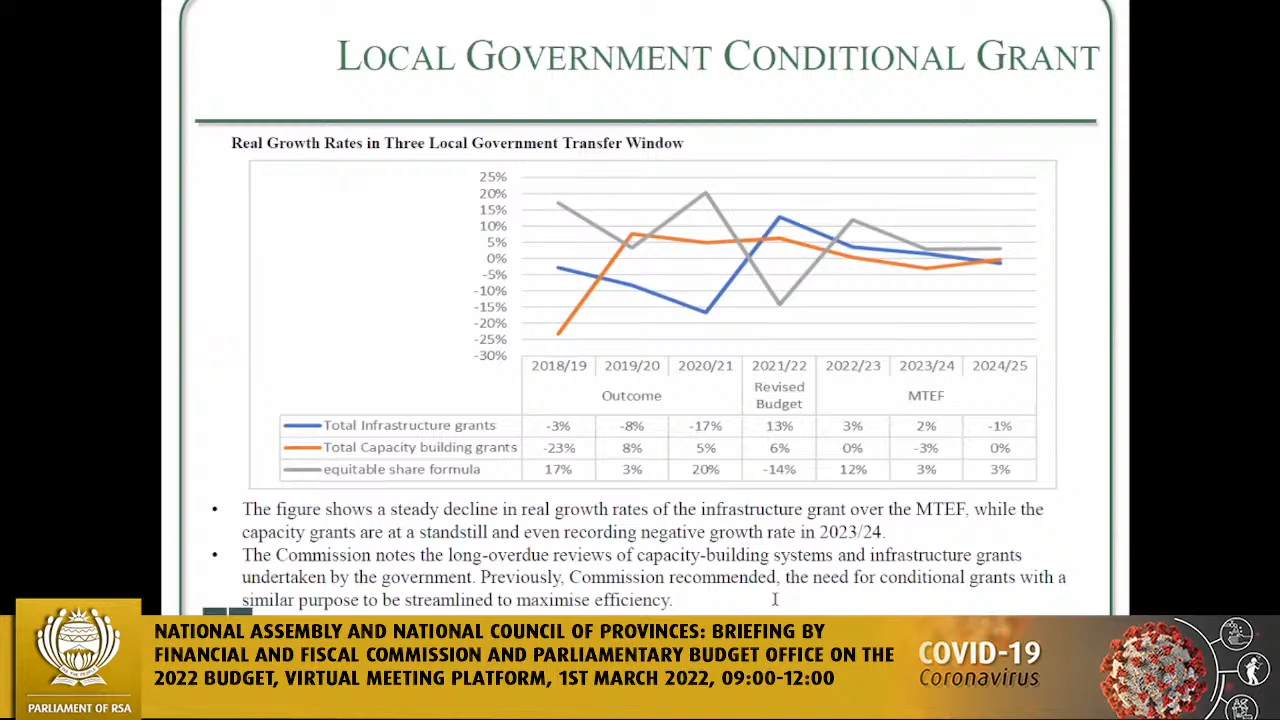 LOCAL GOVERNMENT CONDITIONAL GRANT
Real Growth Rates in Three Local Government Transfer Window
25%
20%
15%
10%
5%
0%
-5%
-10%
-15%
-20%
-25%
-30%
2018/19 2019/20 2020/21 2021/22 2022/23 2023/24 2024/25
Outcome Revised Budget MTEF
Total Infrastructure grants -3% -8% -17% 13% 3% 2% -1%
Total Capacity building grants -23% 8% 5% 6% 0% -3% 0%
equitable share formula 17% 3% 20% -14% 12% 3% 3%
• The figure shows a steady decline in real growth rates of the infrastructure grant over the MTEF, while the
capacity grants are at a standstill and even recording negative growth rate in 2023/24.
• The Commission notes the long-overdue reviews of capacity-building systems and infrastructure grants
undertaken by the government. Previously, Commission recommended, the need for conditional grants with a
similar purpose to be streamlined to maximise efficiency.
NATIONAL ASSEMBLY AND NATIONAL COUNCIL OF PROVINCES: BRIEFING BY
FINANCIAL AND FISCAL COMMISSION AND PARLIAMENTARY BUDGET OFFICE ON THE
2022 BUDGET, VIRTUAL MEETING PLATFORM, 1ST MARCH 2022, 09:00-12:00
PARLIAMENT OF RSA
COVID-19
Coronavirus